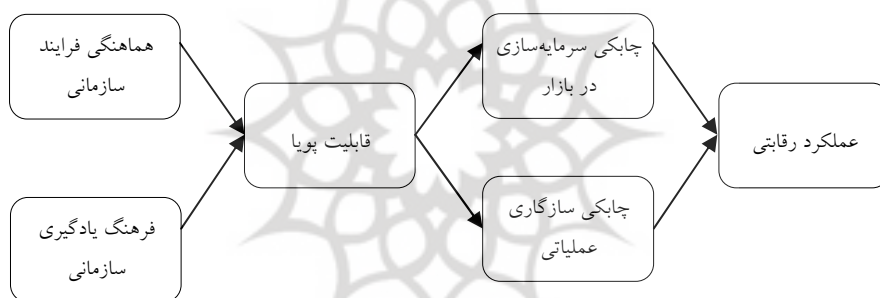 هماهنگی فرایند
سازمانی
فرهنگ یادگیری
سازمانی
قابلیت پویا
چابکی سرمایه‌سازی
در بازار
چابکی سازگاری
عملیاتی
عملکرد رقابتی